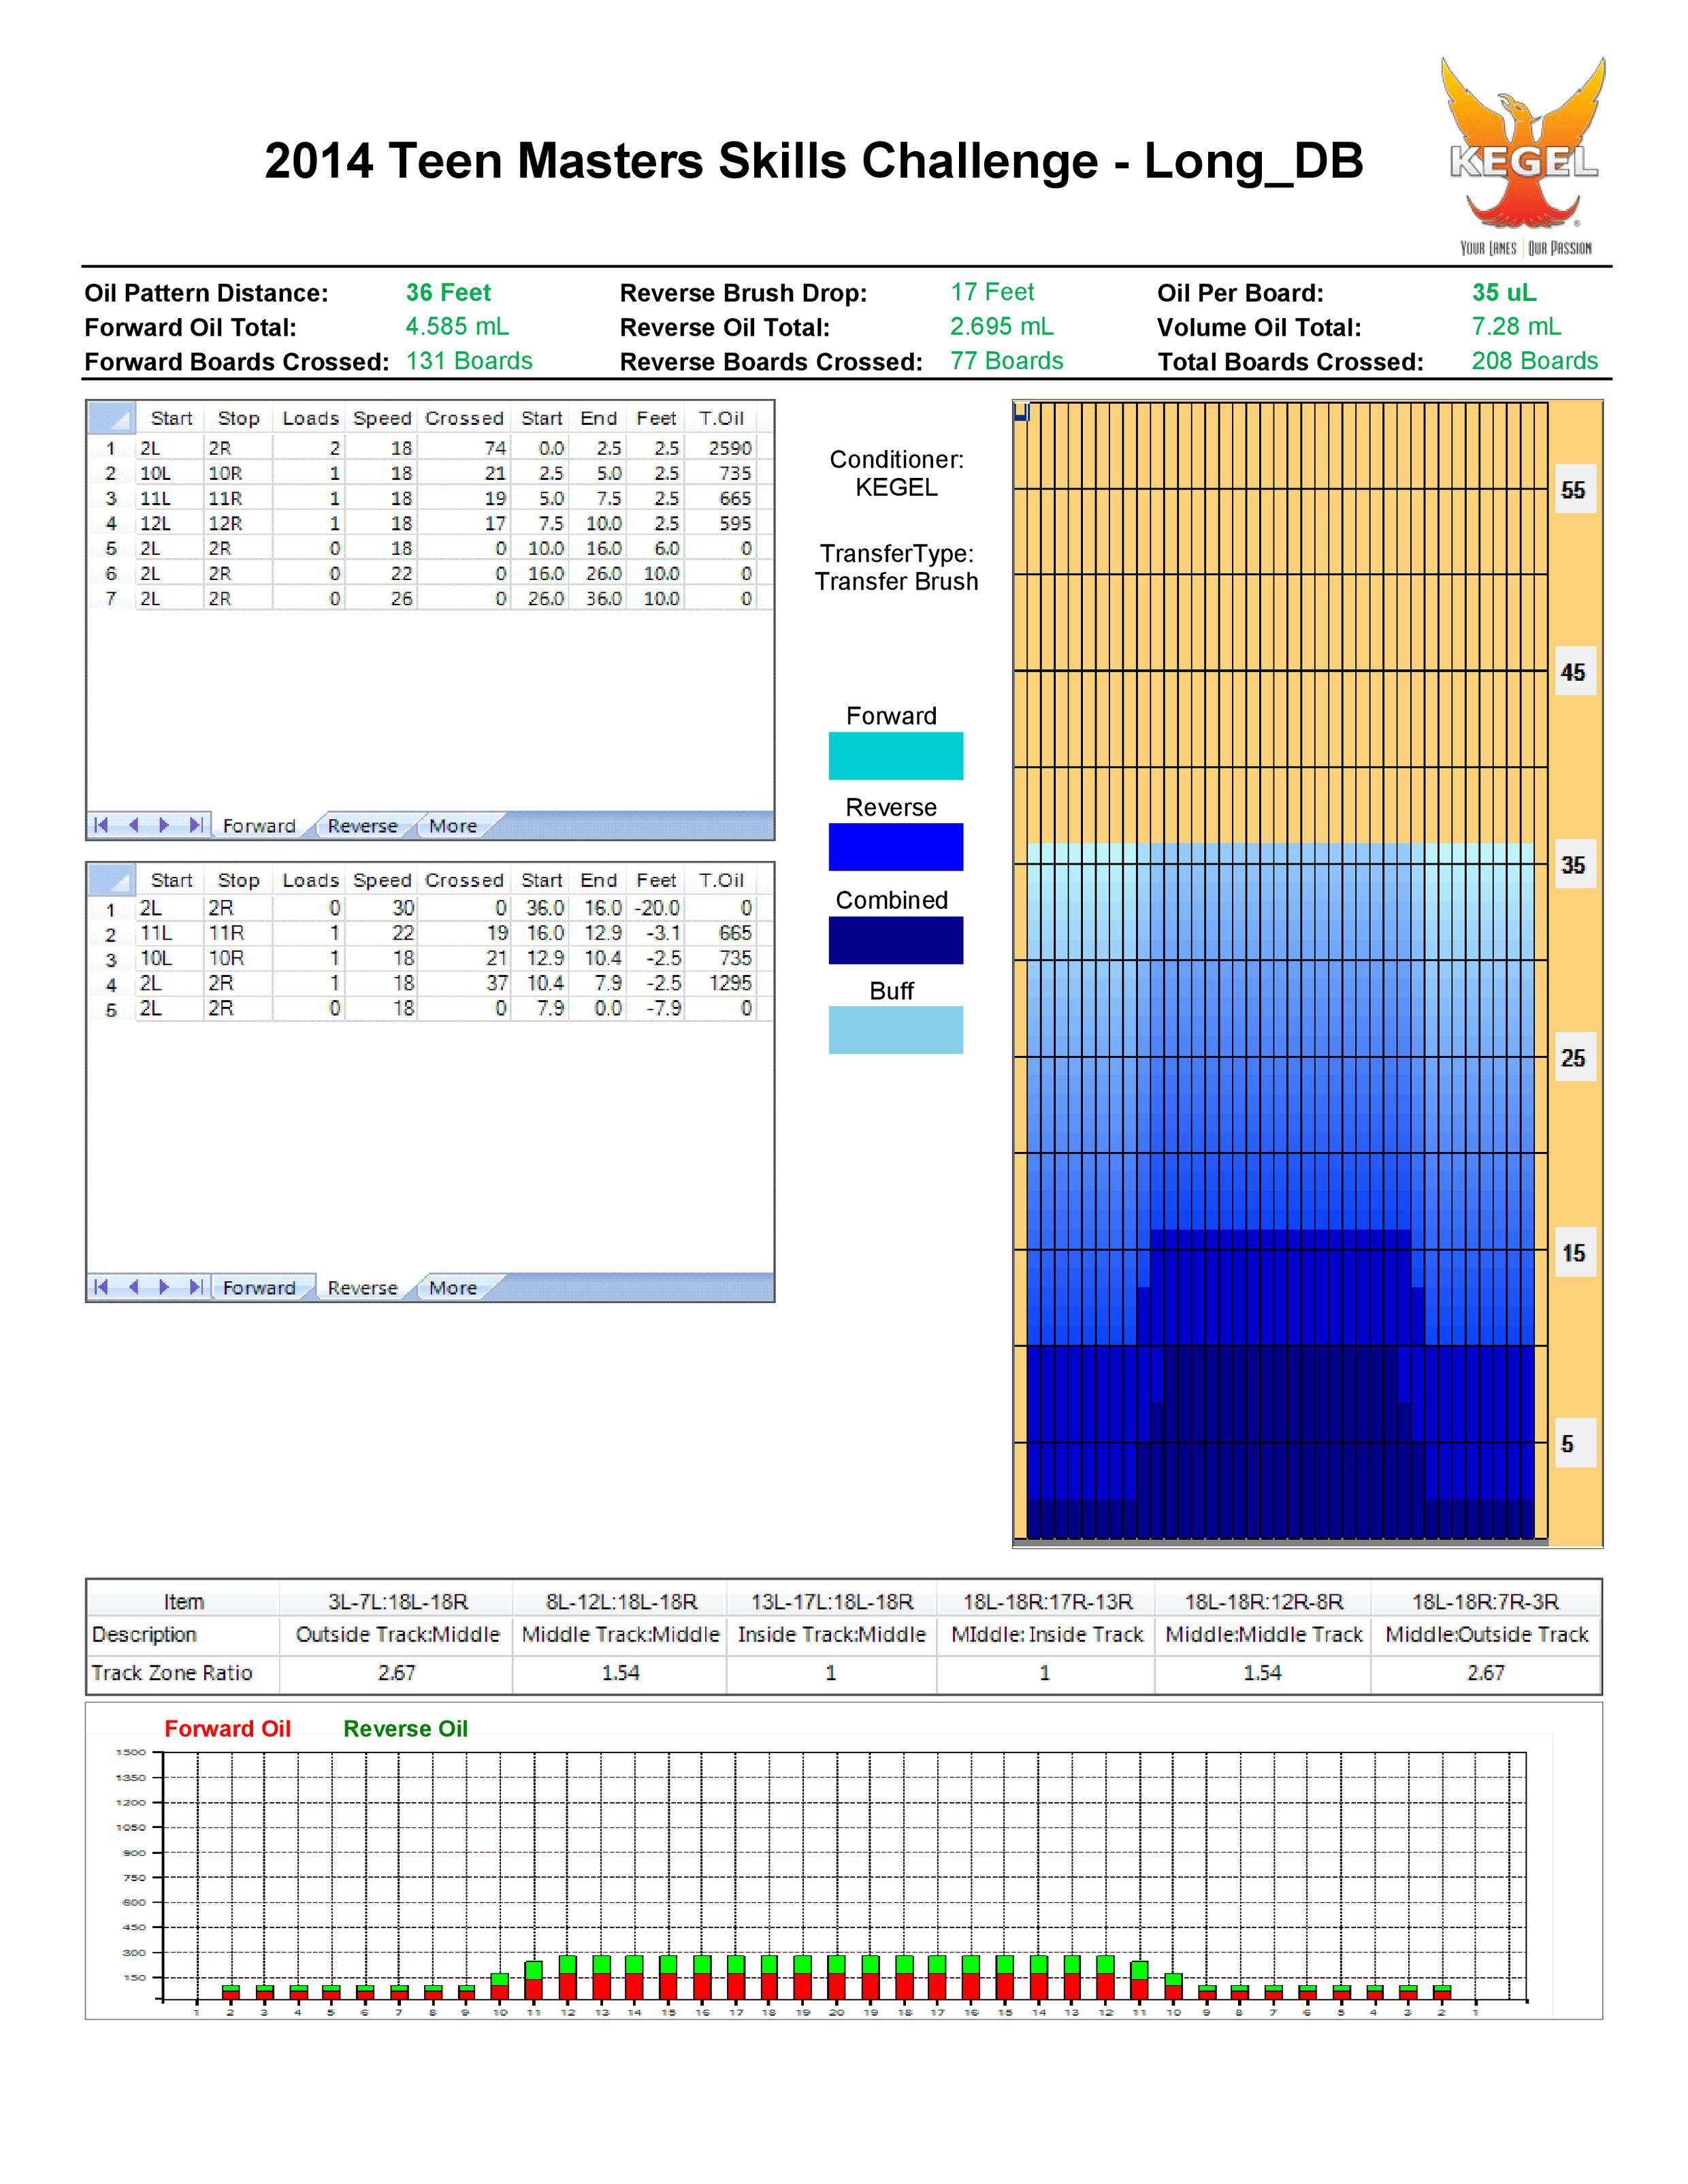 2014 Teen Masters Skills Challenge - Long_DB
KEGEL
®
YOUR LANES | OUR PASSION
Oil Pattern Distance: 36 Feet Reverse Brush Drop: 17 Feet Oil Per Board: 35 uL
Forward Oil Total: 4.585 mL Reverse Oil Total: 2.695 mL Volume Oil Total: 7.28 mL
Forward Boards Crossed: 131 Boards Reverse Boards Crossed: 77 Boards Total Boards Crossed: 208 Boards
Start Stop Loads Speed Crossed Start End Feet T.Oil
1 2L 2R 2 18 74 0.0 2.5 2.5 2590
2 10L 10R 1 18 21 2.5 5.0 2.5 735
3 11L 11R 1 18 19 5.0 7.5 2.5 665
4 12L 12R 1 18 17 7.5 10.0 2.5 595
5 2L 2R 0 18 0 10.0 16.0 6.0 0
6 2L 2R 0 22 0 16.0 26.0 10.0 0
7 2L 2R 0 26 0 26.0 36.0 10.0 0
Forward Reverse More
Start Stop Loads Speed Crossed Start End Feet T.Oil
1 2L 2R 0 30 0 36.0 16.0 -20.0 0
2 11L 11R 1 22 19 16.0 12.9 -3.1 665
3 10L 10R 1 18 21 12.9 10.4 -2.5 735
4 2L 2R 1 18 37 10.4 7.9 -2.5 1295
5 2L 2R 0 18 0 7.9 0.0 -7.9 0
Forward Reverse More
Conditioner:
KEGEL
TransferType:
Transfer Brush
Forward
Reverse
Combined
Buff
55
45
35
25
15
5
Item 3L-7L:18L-18R 8L-12L:18L-18R 13L-17L:18L-18R 18L-18R:17R-13R 18L-18R:12R-8R 18L-18R:7R-3R
Description Outside Track:Middle Middle Track:Middle Inside Track:Middle MIddle: Inside Track Middle:Middle Track Middle:Outside Track
Track Zone Ratio 2.67 1.54 1 1 1.54 2.67
Forward Oil Reverse Oil
1500
1350
1200
1050
900
750
600
450
300
150
1 2 3 4 5 6 7 8 9 10 11 12 13 14 15 16 17 18 19 20 19 18 17 16 15 14 13 12 11 10 9 8 7 6 5 4 3 2 1